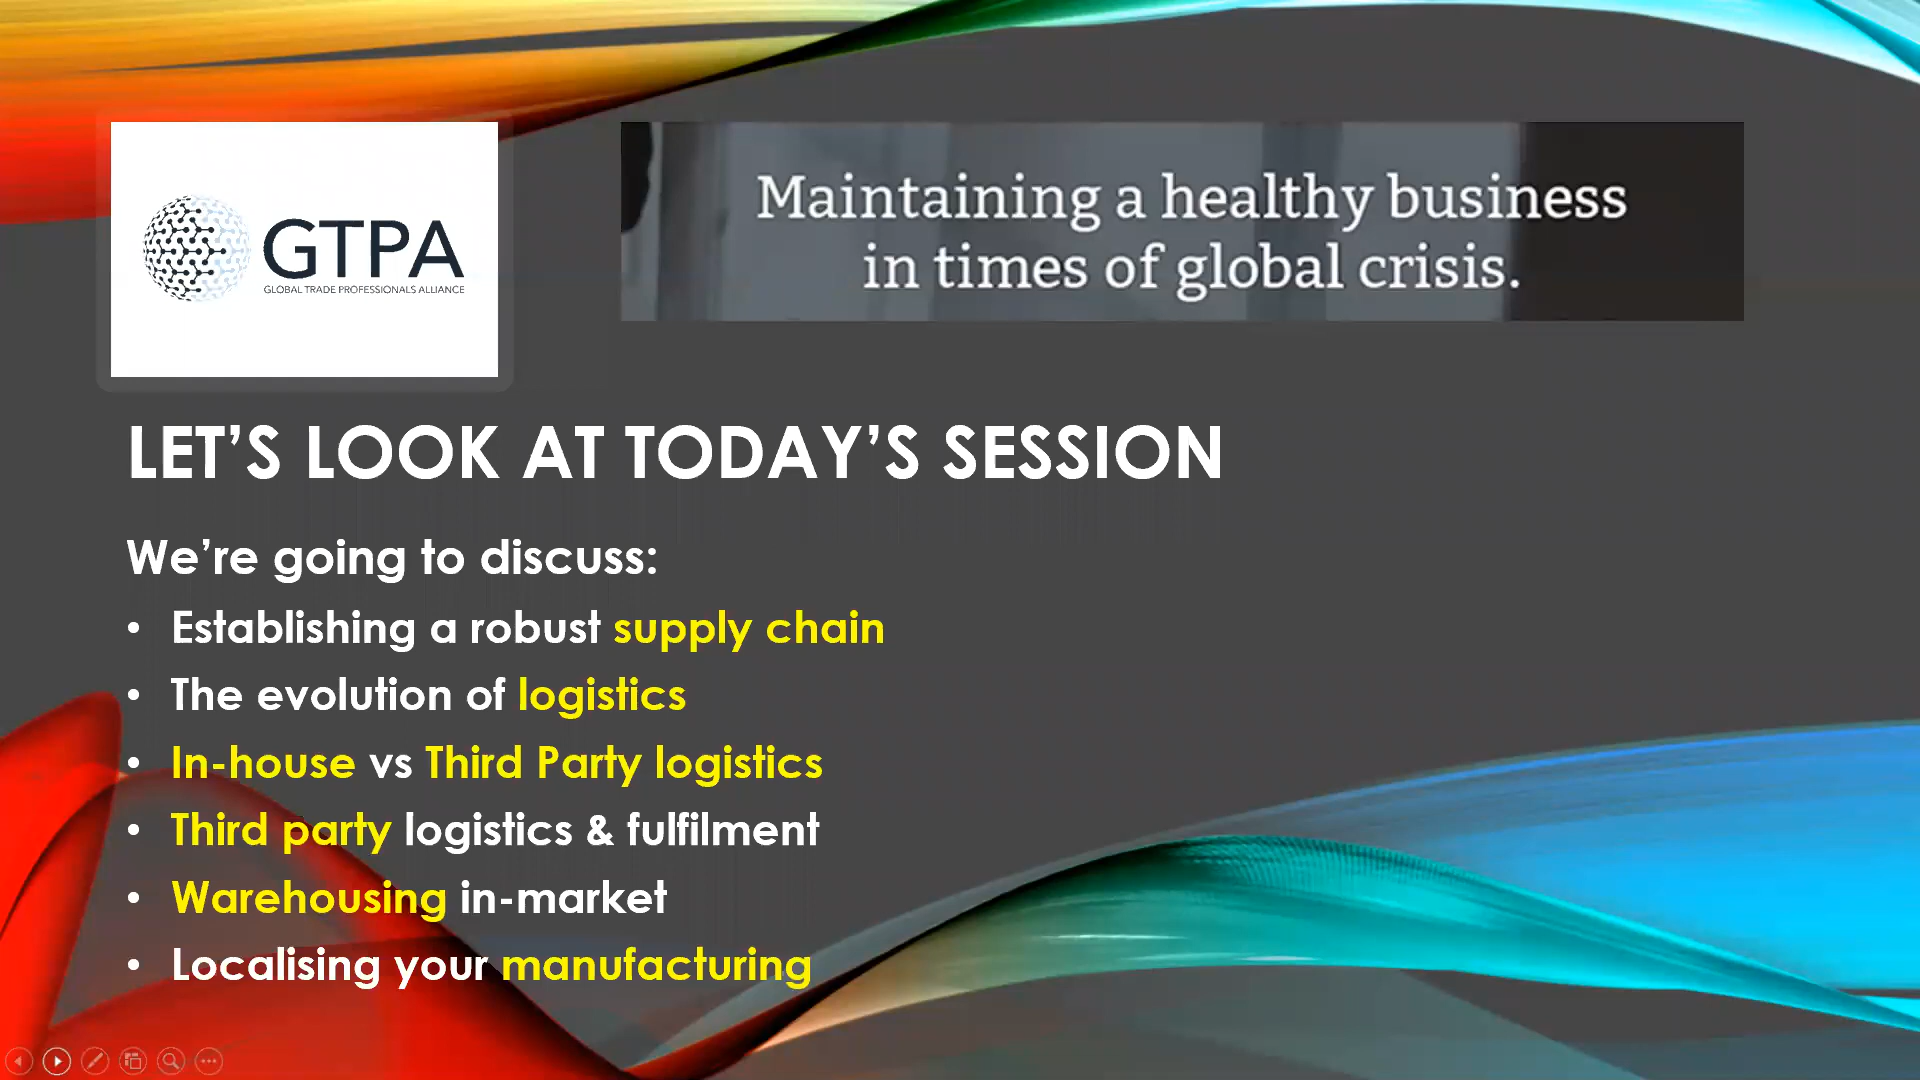 GTPA
GLOBAL TRADE PROFESSIONALS ALLIANCE
Maintaining a healthy business
in times of global crisis.
LET’S LOOK AT TODAY’S SESSION
We’re going to discuss:
• Establishing a robust supply chain
• The evolution of logistics
• In-house vs Third Party logistics
• Third party logistics & fulfilment
• Warehousing in-market
• Localising your manufacturing